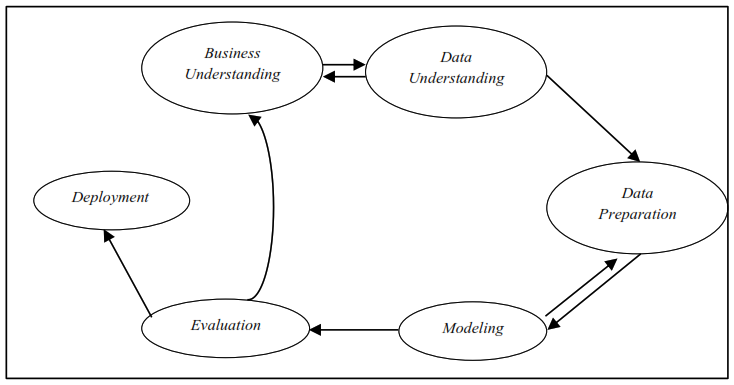 Business
Understanding
Data
Understanding
Deployment
Data
Preparation
Evaluation
Modeling